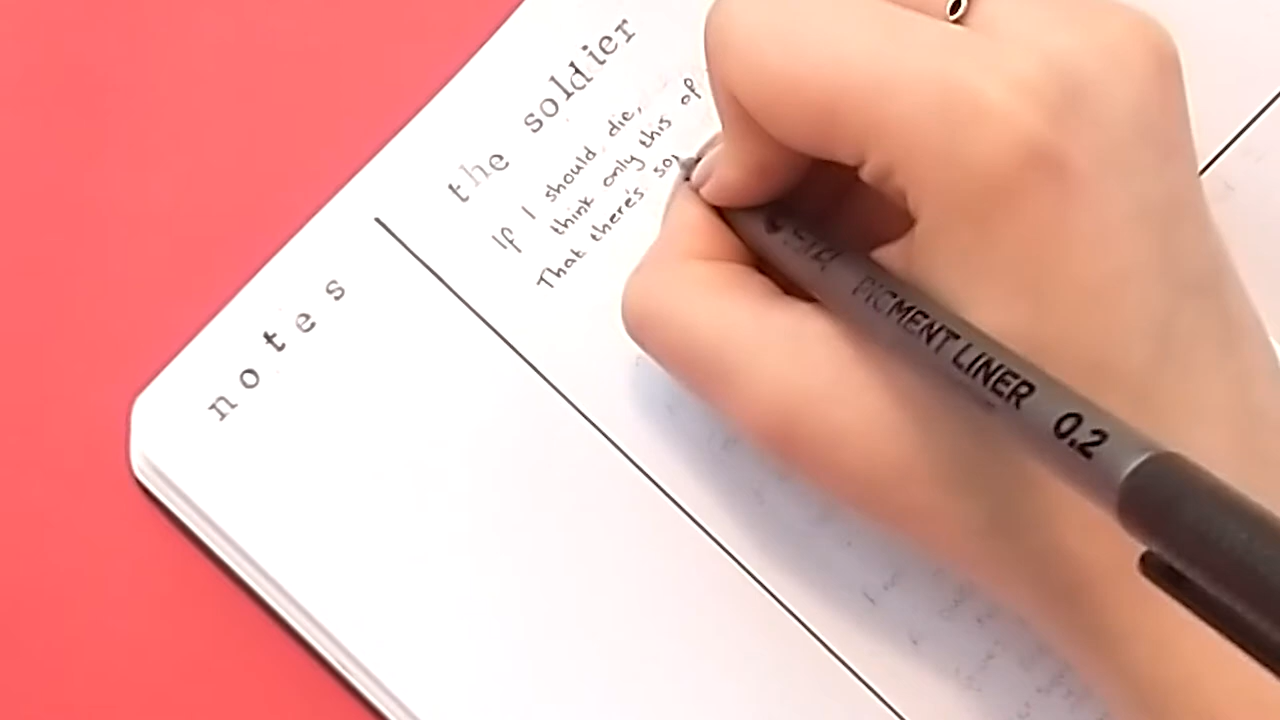 notes
the soldier
If I should die,
think only this of
That there's so
PIGMENT LINER 0.2